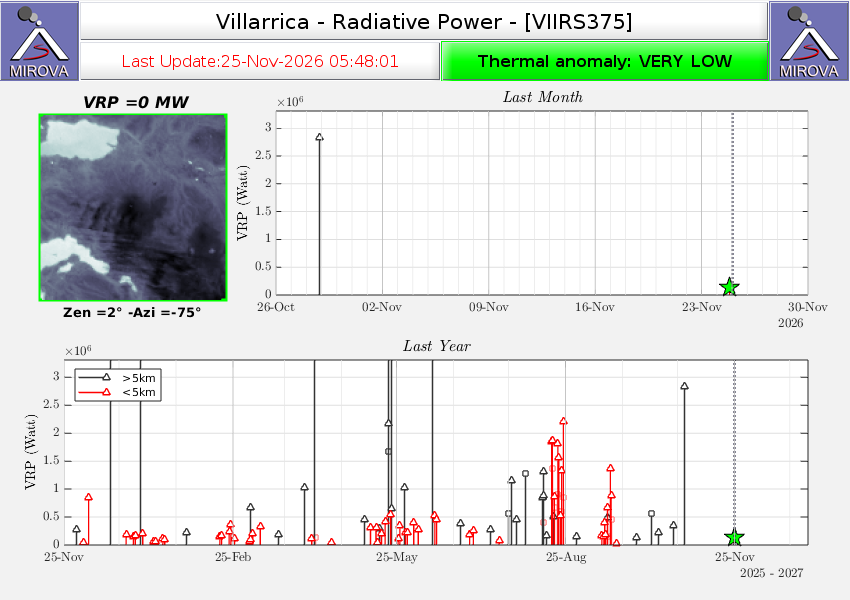 Villarrica - Radiative Power - [VIIRS375]
MIROVA
Last Update:25-Nov-2026 05:48:01
Thermal anomaly: VERY LOW
MIROVA
VRP =0 MW
Zen =2° -Azi =-75°
Last Month
×10⁶
VRP (Watt)
3
2.5
2
1.5
1
0.5
0
26-Oct 02-Nov 09-Nov 16-Nov 23-Nov 30-Nov
2026
Last Year
×10⁶
VRP (Watt)
3
2.5
2
1.5
1
0.5
0
>5km
<5km
25-Nov 25-Feb 25-May 25-Aug 25-Nov
2025 - 2027